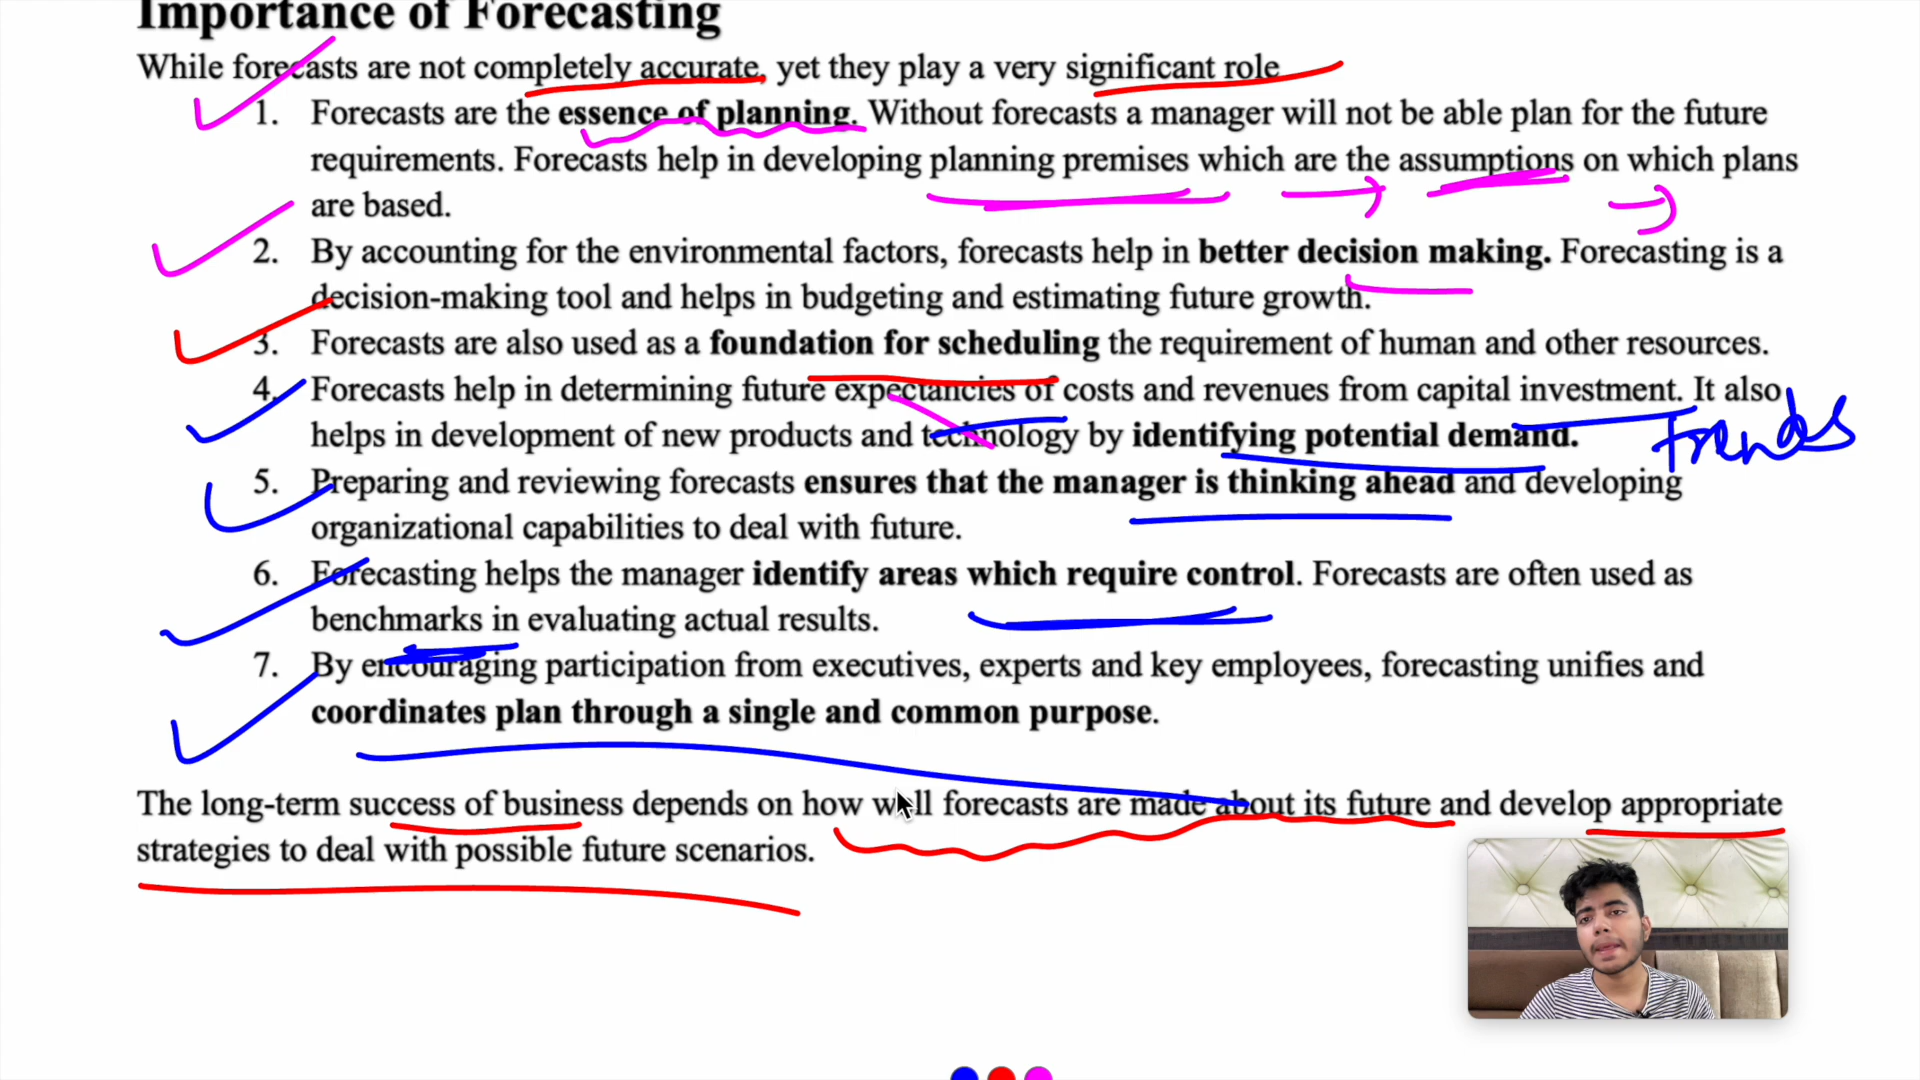 Importance of Forecasting
While forecasts are not completely accurate, yet they play a very significant role
1. Forecasts are the essence of planning. Without forecasts a manager will not be able plan for the future
requirements. Forecasts help in developing planning premises which are the assumptions on which plans
are based.
2. By accounting for the environmental factors, forecasts help in better decision making. Forecasting is a
decision-making tool and helps in budgeting and estimating future growth.
3. Forecasts are also used as a foundation for scheduling the requirement of human and other resources.
4. Forecasts help in determining future expectancies of costs and revenues from capital investment. It also
helps in development of new products and technology by identifying potential demand.
trends
5. Preparing and reviewing forecasts ensures that the manager is thinking ahead and developing
organizational capabilities to deal with future.
6. Forecasting helps the manager identify areas which require control. Forecasts are often used as
benchmarks in evaluating actual results.
7. By encouraging participation from executives, experts and key employees, forecasting unifies and
coordinates plan through a single and common purpose.
The long-term success of business depends on how well forecasts are made about its future and develop appropriate
strategies to deal with possible future scenarios.